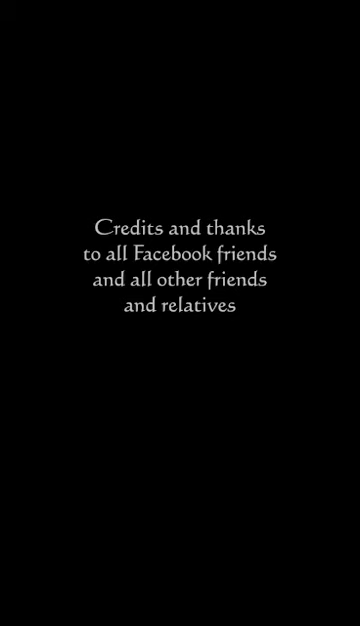 Credits and thanks
to all Facebook friends
and all other friends
and relatives